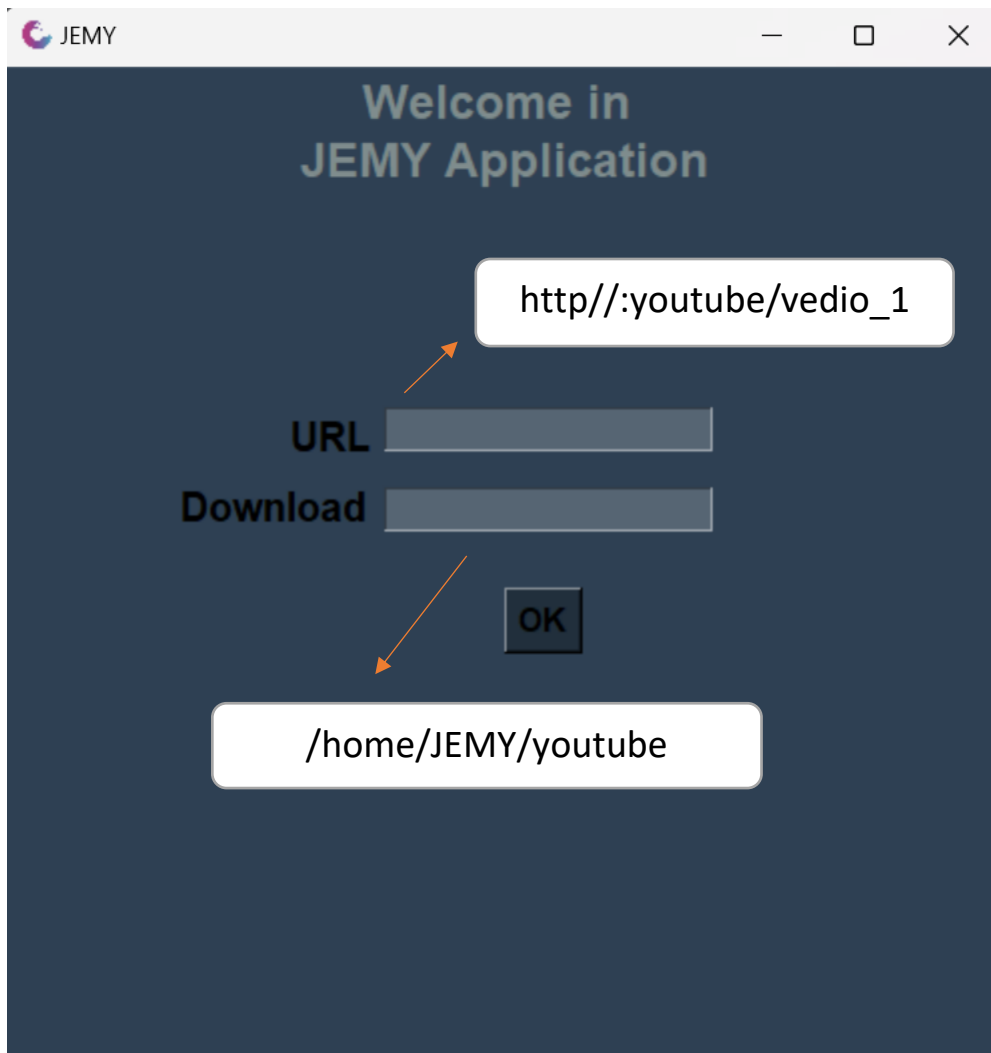 JEMY
Welcome in
JEMY Application
http//:youtube/vedio_1
URL
Download
OK
/home/JEMY/youtube